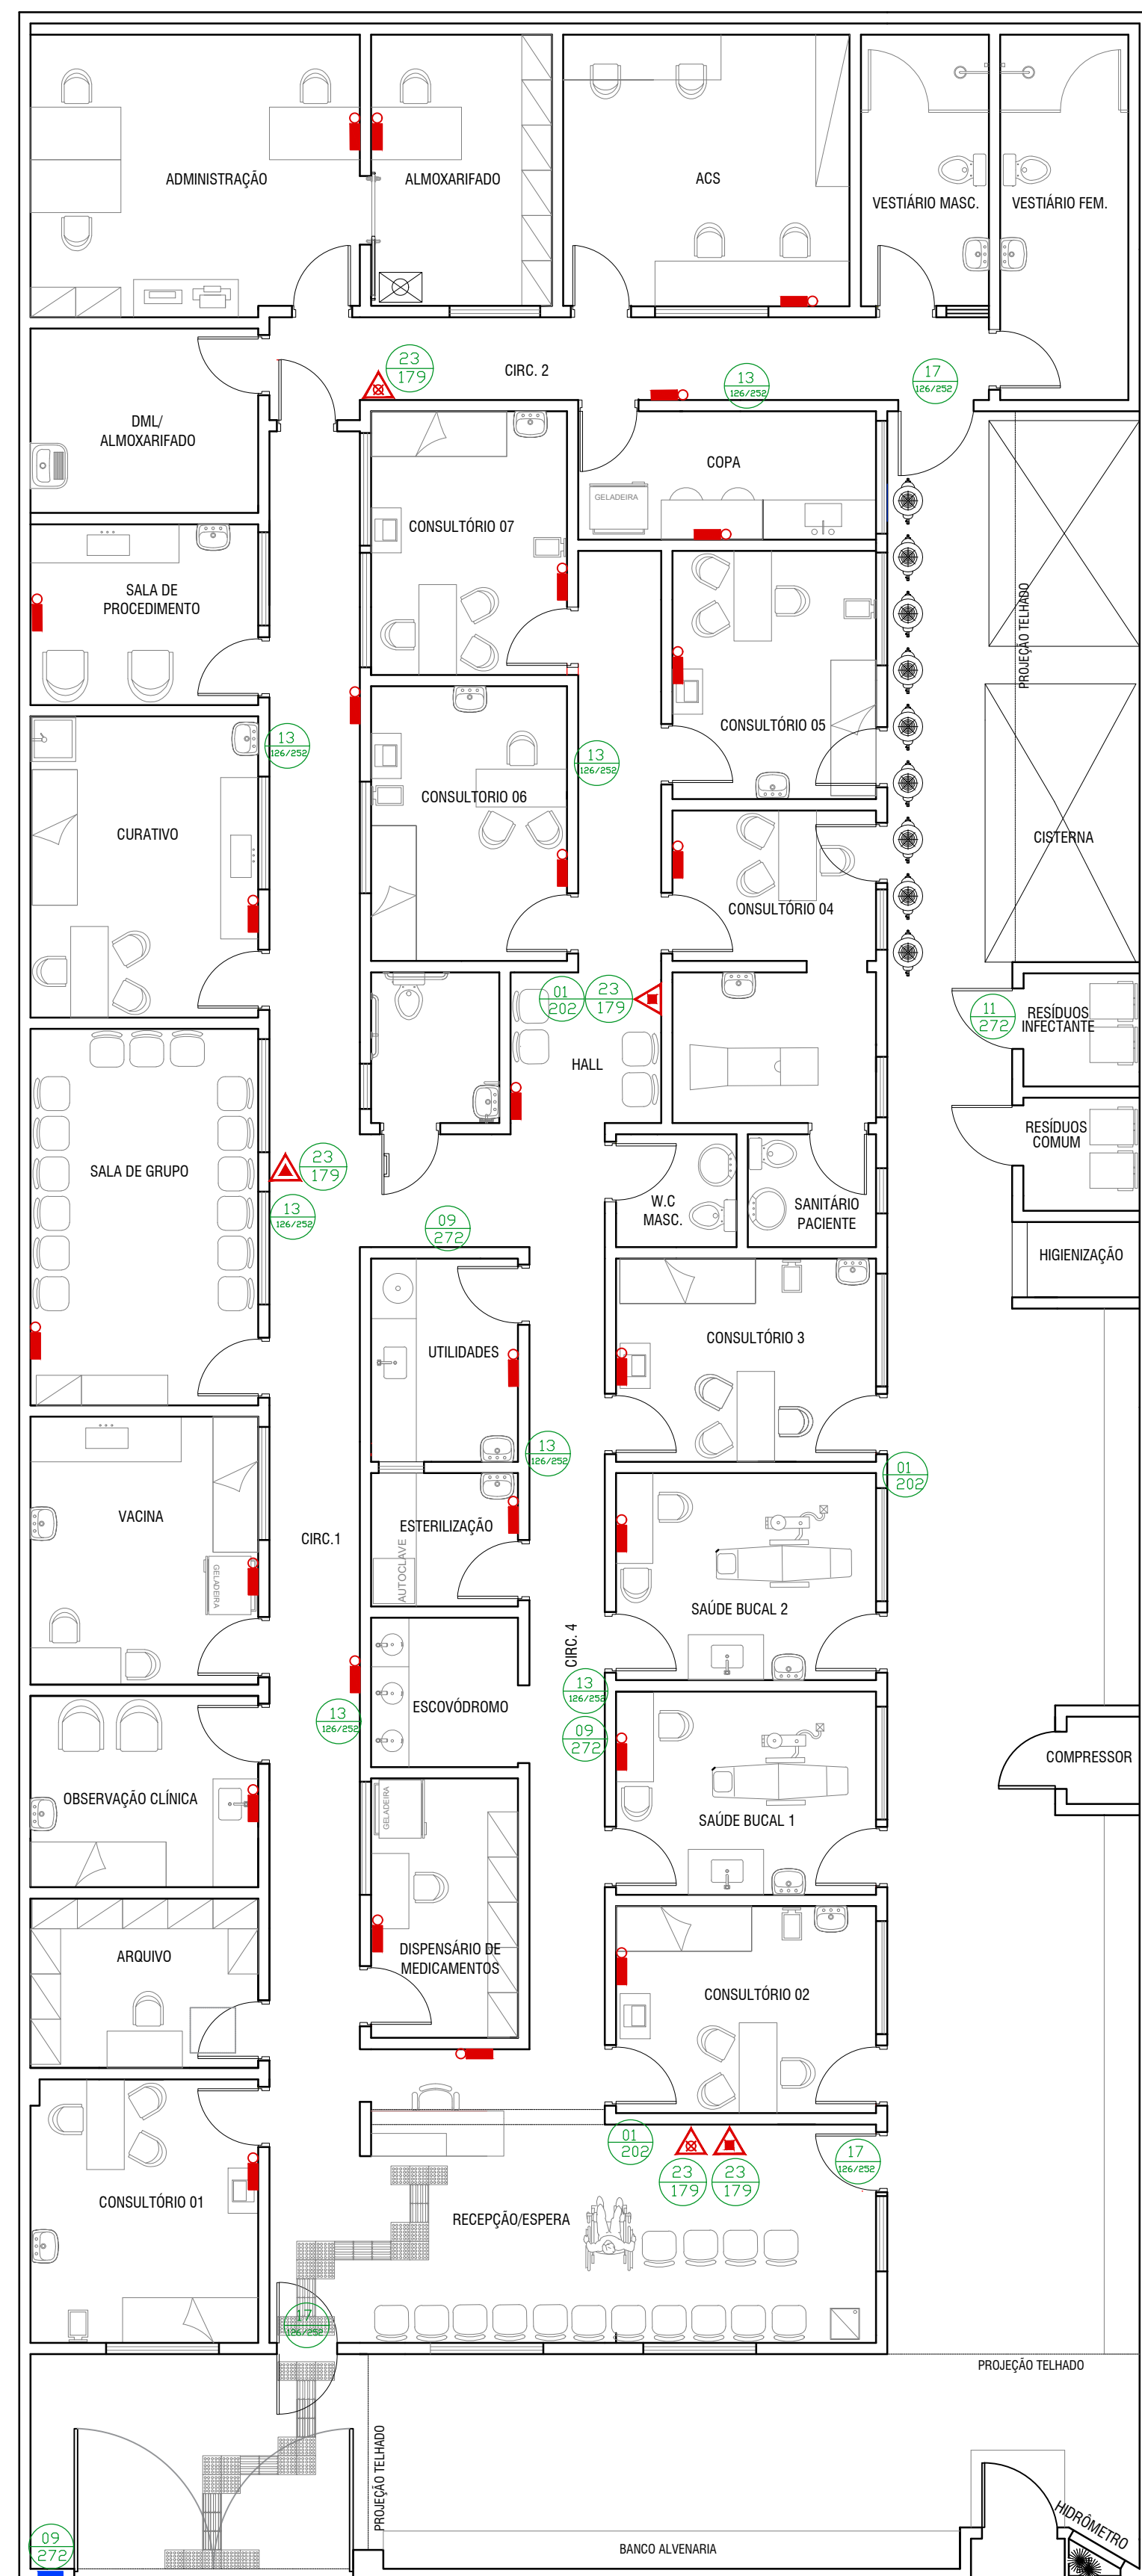 ADMINISTRAÇÃO
ALMOXARIFADO
ACS
VESTIÁRIO MASC.
VESTIÁRIO FEM.
23
179
CIRC. 2
13
126/252
17
126/252
DML/
ALMOXARIFADO
COPA
GELADEIRA
CONSULTÓRIO 07
SALA DE
PROCEDIMENTO
PROJEÇÃO TELHADO
CONSULTÓRIO 05
13
126/252
13
126/252
CONSULTORIO 06
CURATIVO
CISTERNA
CONSULTÓRIO 04
01
202
23
179
11
272
RESÍDUOS
INFECTANTE
HALL
RESÍDUOS
COMUM
SALA DE GRUPO
23
179
13
126/252
W.C
MASC.
SANITÁRIO
PACIENTE
09
272
HIGIENIZAÇÃO
UTILIDADES
CONSULTÓRIO 3
13
126/252
01
202
VACINA
GELADEIRA
CIRC.1
ESTERILIZAÇÃO
AUTOCLAVE
SAÚDE BUCAL 2
CIRC. 4
13
126/252
ESCOVÓDROMO
13
126/252
09
272
COMPRESSOR
OBSERVAÇÃO CLÍNICA
GELADEIRA
SAÚDE BUCAL 1
ARQUIVO
DISPENSÁRIO DE
MEDICAMENTOS
CONSULTÓRIO 02
01
202
23
179
23
179
17
126/252
CONSULTÓRIO 01
RECEPÇÃO/ESPERA
17
126/252
PROJEÇÃO TELHADO
PROJEÇÃO TELHADO
HIDRÔMETRO
09
272
BANCO ALVENARIA